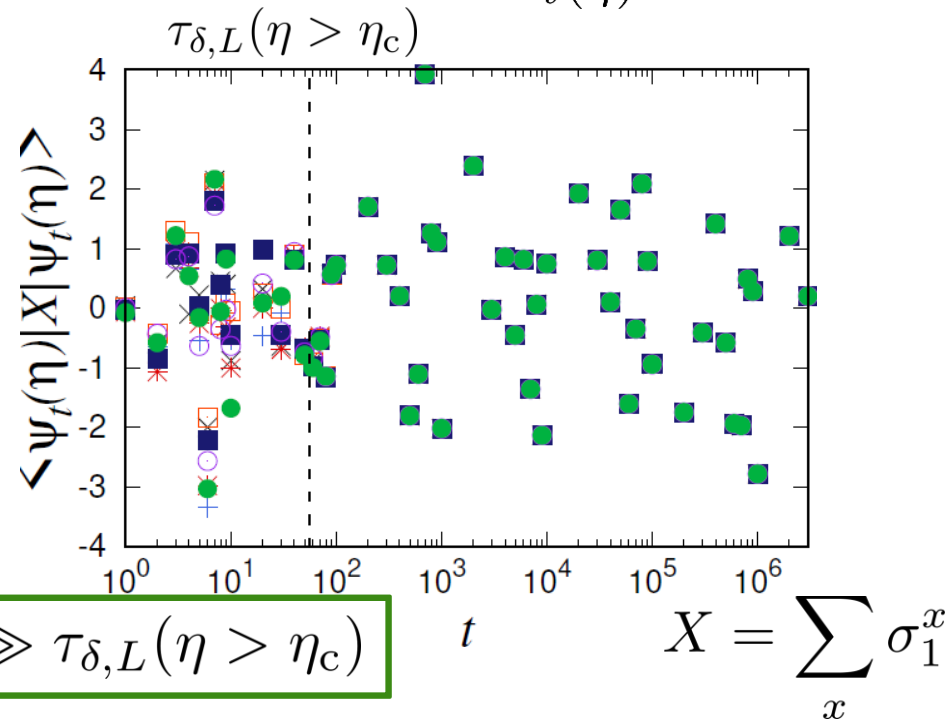 τ_{δ,L}(η > η_c)
4
3
2
1
0
-1
-2
-3
-4
<ψ_t(η)|X|ψ_t(η)>
10^0 10^1 10^2 10^3 10^4 10^5 10^6
t
≫ τ_{δ,L}(η > η_c)
X = ∑_x σ_1^x